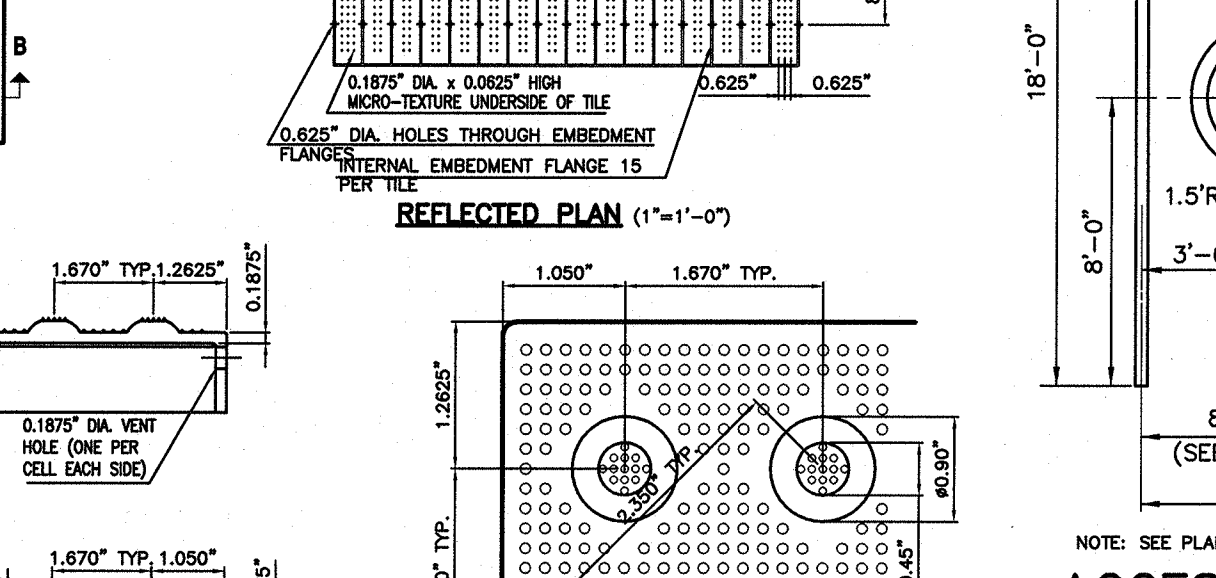 B
0.1875" DIA. x 0.0625" HIGH
MICRO-TEXTURE UNDERSIDE OF TILE
0.625" 0.625"
0.625" DIA. HOLES THROUGH EMBEDMENT
FLANGES
INTERNAL EMBEDMENT FLANGE 15
PER TILE
REFLECTED PLAN (1"=1'-0")
18'-0"
8'-0"
1.5'R
3'-
1.670" TYP. 1.2625"
0.1875"
0.1875" DIA. VENT
HOLE (ONE PER
CELL EACH SIDE)
1.050" 1.670" TYP.
1.2625"
2.350" TYP.
ø0.90"
.45"
" TYP.
1.670" TYP. 1.050"
5"
8
(SEE
NOTE: SEE PLA